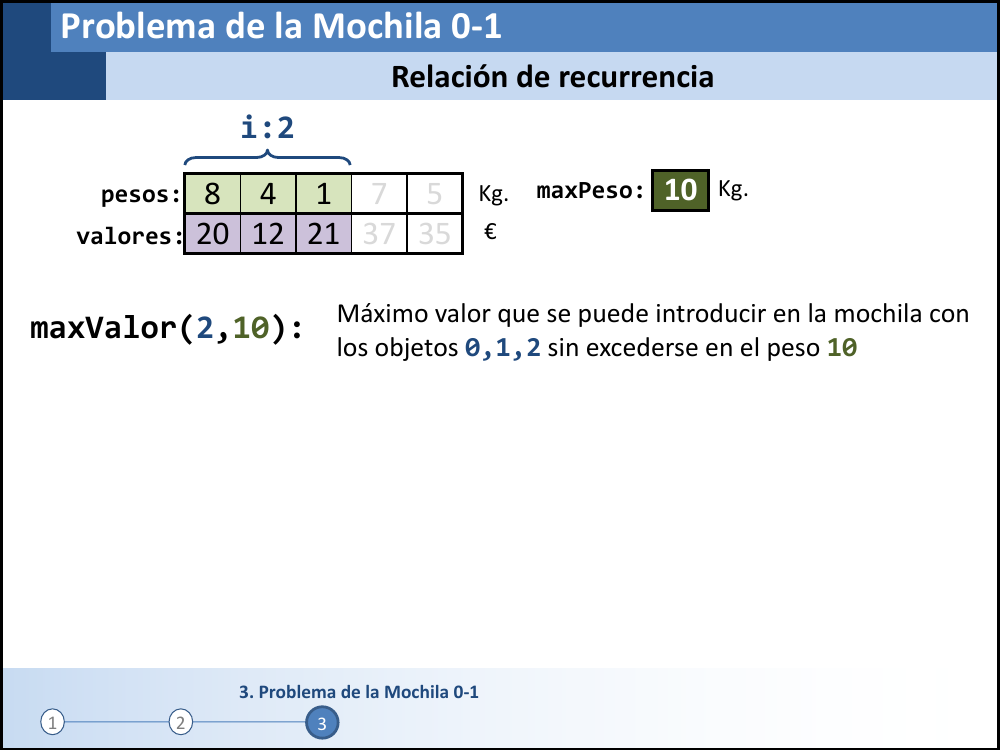 Problema de la Mochila 0-1
Relación de recurrencia
i:2
pesos: 8 4 1 7 5 Kg. maxPeso: 10 Kg.
valores: 20 12 21 37 35 €
maxValor(2,10): Máximo valor que se puede introducir en la mochila con
los objetos 0,1,2 sin excederse en el peso 10
3. Problema de la Mochila 0-1
1 2 3